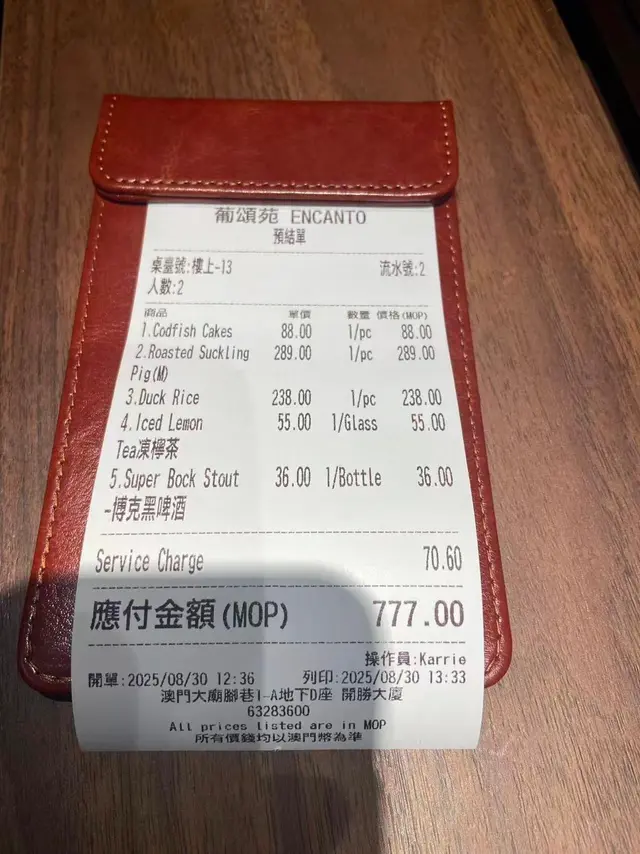 葡頌苑 ENCANTO
預結單
桌臺號:樓上-13 流水號:2
人數:2
商品 單價 數量 價格(MOP)
1.Codfish Cakes 88.00 1/pc 88.00
2.Roasted Suckling 289.00 1/pc 289.00
Pig(M)
3.Duck Rice 238.00 1/pc 238.00
4.Iced Lemon 55.00 1/Glass 55.00
Tea凍檸茶
5.Super Bock Stout 36.00 1/Bottle 36.00
-博克黑啤酒
Service Charge 70.60
應付金額(MOP) 777.00
操作員:Karrie
開單:2025/08/30 12:36 列印:2025/08/30 13:33
澳門大廟腳巷1-A地下D座 開勝大廈
63283600
All prices listed are in MOP
所有價錢均以澳門幣為準